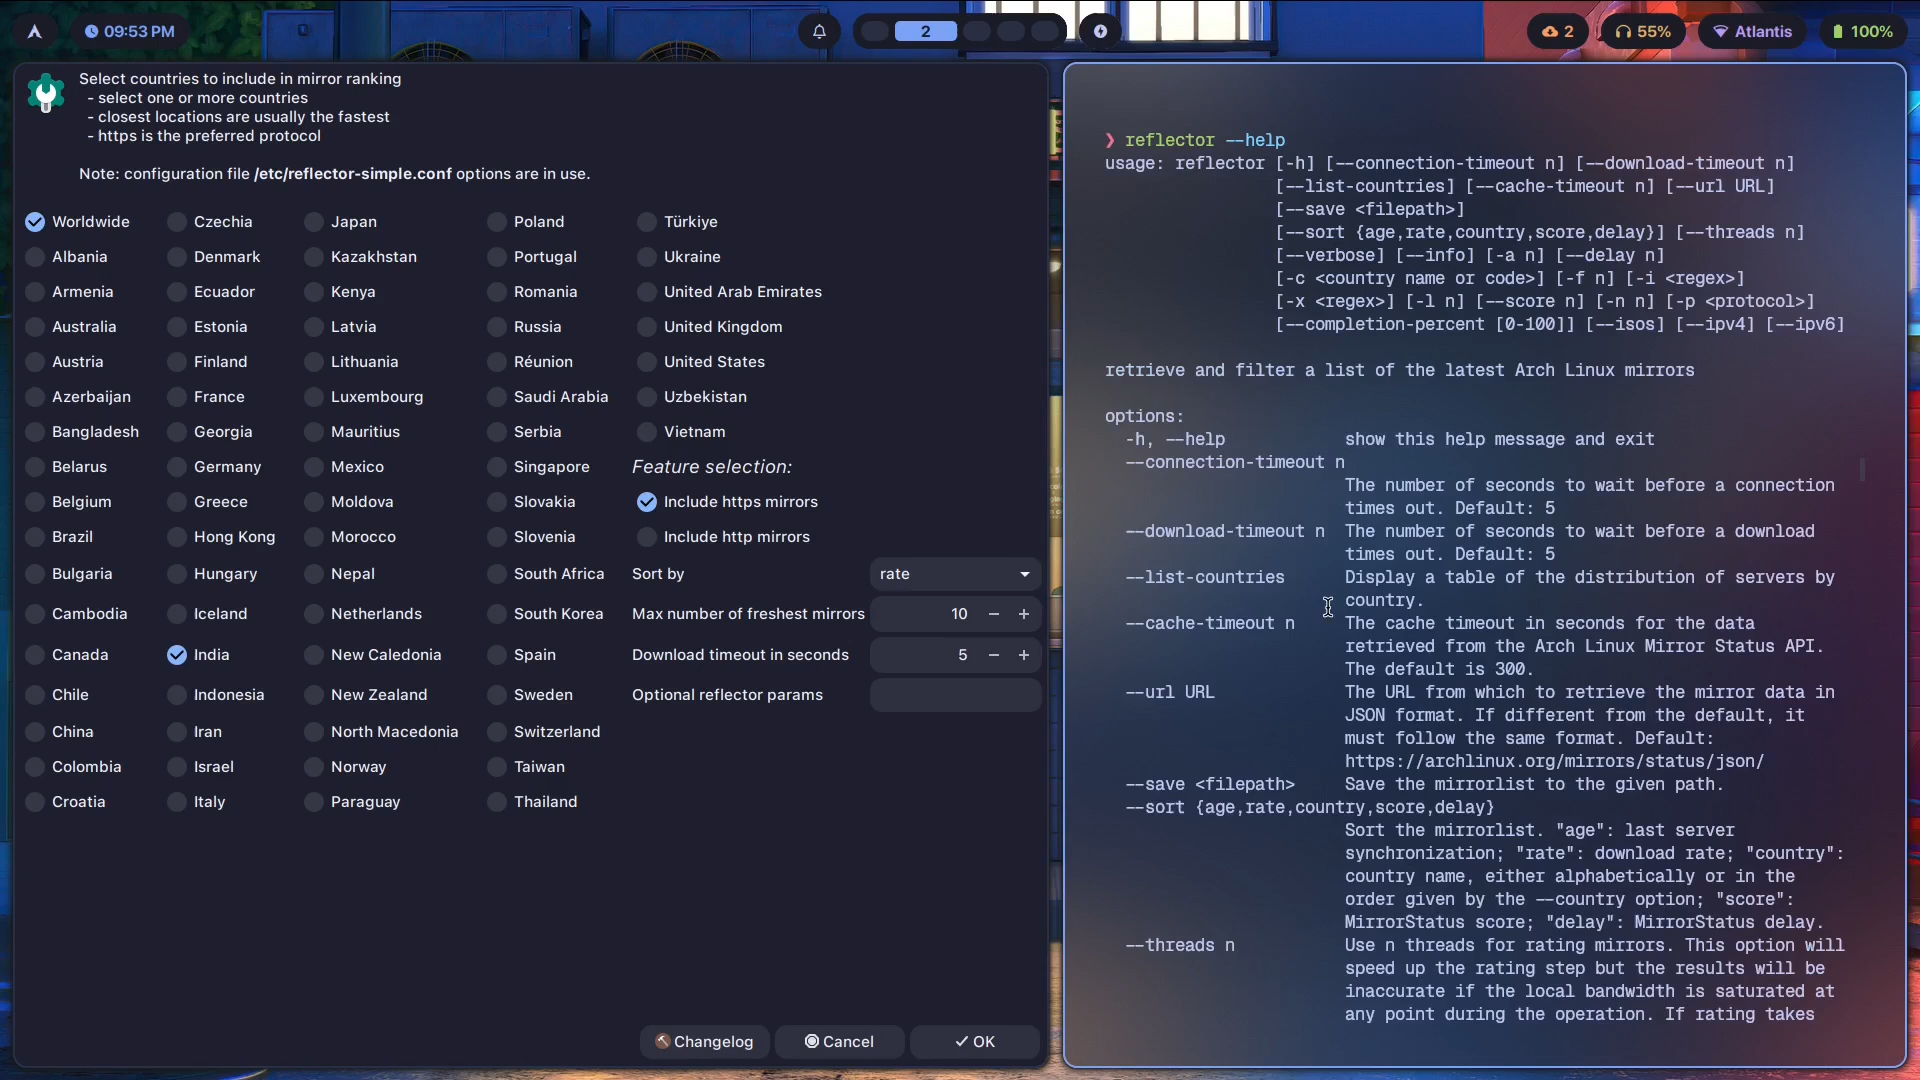 09:53 PM
2
2
55%
Atlantis
100%
Select countries to include in mirror ranking
- select one or more countries
- closest locations are usually the fastest
- https is the preferred protocol
Note: configuration file /etc/reflector-simple.conf options are in use.
Worldwide
Albania
Armenia
Australia
Austria
Azerbaijan
Bangladesh
Belarus
Belgium
Brazil
Bulgaria
Cambodia
Canada
Chile
China
Colombia
Croatia
Czechia
Denmark
Ecuador
Estonia
Finland
France
Georgia
Germany
Greece
Hong Kong
Hungary
Iceland
India
Indonesia
Iran
Israel
Italy
Japan
Kazakhstan
Kenya
Latvia
Lithuania
Luxembourg
Mauritius
Mexico
Moldova
Morocco
Nepal
Netherlands
New Caledonia
New Zealand
North Macedonia
Norway
Paraguay
Poland
Portugal
Romania
Russia
Réunion
Saudi Arabia
Serbia
Singapore
Slovakia
Slovenia
South Africa
South Korea
Spain
Sweden
Switzerland
Taiwan
Thailand
Türkiye
Ukraine
United Arab Emirates
United Kingdom
United States
Uzbekistan
Vietnam
Feature selection:
Include https mirrors
Include http mirrors
Sort by rate
Max number of freshest mirrors 10 − +
Download timeout in seconds 5 − +
Optional reflector params
Changelog
Cancel
OK
❯ reflector --help
usage: reflector [-h] [--connection-timeout n] [--download-timeout n]
[--list-countries] [--cache-timeout n] [--url URL]
[--save <filepath>]
[--sort {age,rate,country,score,delay}] [--threads n]
[--verbose] [--info] [-a n] [--delay n]
[-c <country name or code>] [-f n] [-i <regex>]
[-x <regex>] [-l n] [--score n] [-n n] [-p <protocol>]
[--completion-percent [0-100]] [--isos] [--ipv4] [--ipv6]
retrieve and filter a list of the latest Arch Linux mirrors
options:
-h, --help show this help message and exit
--connection-timeout n
The number of seconds to wait before a connection
times out. Default: 5
--download-timeout n The number of seconds to wait before a download
times out. Default: 5
--list-countries Display a table of the distribution of servers by
country.
--cache-timeout n The cache timeout in seconds for the data
retrieved from the Arch Linux Mirror Status API.
The default is 300.
--url URL The URL from which to retrieve the mirror data in
JSON format. If different from the default, it
must follow the same format. Default:
https://archlinux.org/mirrors/status/json/
--save <filepath> Save the mirrorlist to the given path.
--sort {age,rate,country,score,delay}
Sort the mirrorlist. "age": last server
synchronization; "rate": download rate; "country":
country name, either alphabetically or in the
order given by the --country option; "score":
MirrorStatus score; "delay": MirrorStatus delay.
--threads n Use n threads for rating mirrors. This option will
speed up the rating step but the results will be
inaccurate if the local bandwidth is saturated at
any point during the operation. If rating takes